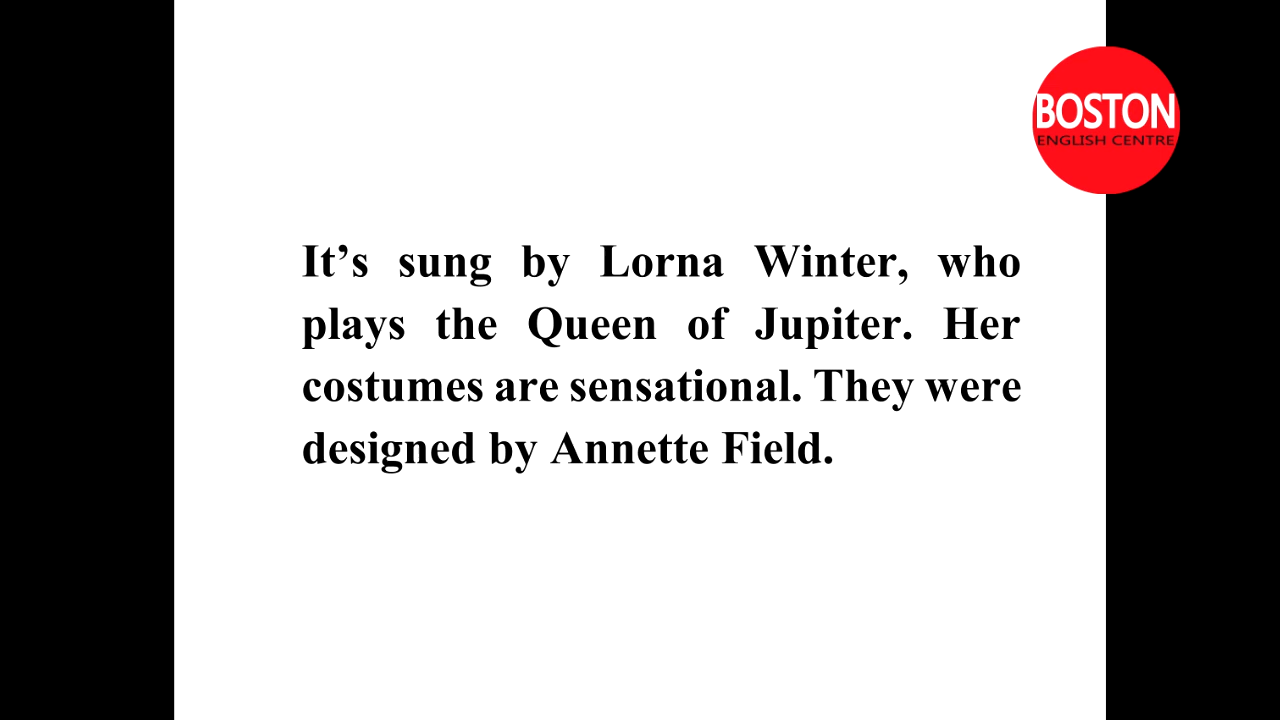 BOSTON
ENGLISH CENTRE
It’s sung by Lorna Winter, who
plays the Queen of Jupiter. Her
costumes are sensational. They were
designed by Annette Field.